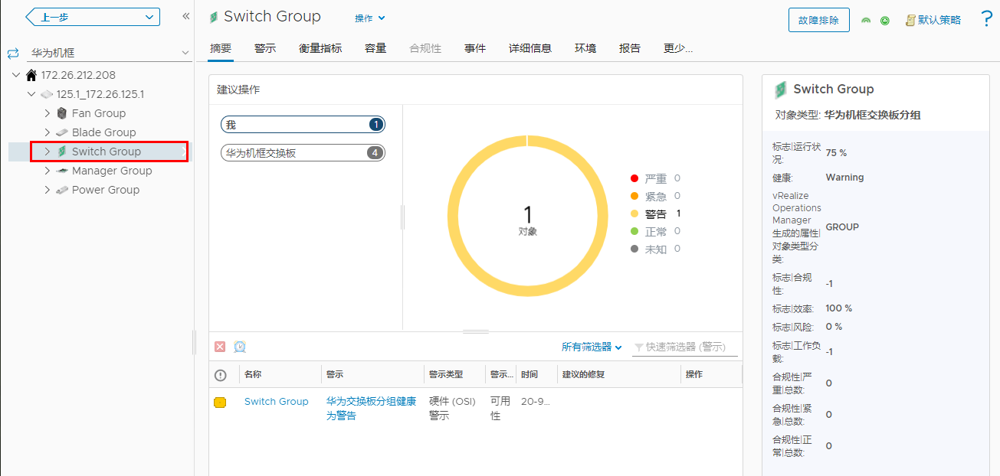 上一步
«
华为机框
172.26.212.208
125.1_172.26.125.1
Fan Group
Blade Group
Switch Group
Manager Group
Power Group
Switch Group
操作
故障排除
默认策略
?
摘要
警示
衡量指标
容量
合规性
事件
详细信息
环境
报告
更少...
建议操作
我 1
华为机框交换板 4
1
对象
严重 0
紧急 0
警告 1
正常 0
未知 0
所有筛选器
快速筛选器 (警示)
名称
警示
警示类型
警示...
时间
建议的修复
操作
Switch Group
华为交换板分组健康
为警告
硬件 (OSI)
警示
可用
性
20-9...
Switch Group
对象类型: 华为机框交换板分组
标志|运行状
况:
75 %
健康:
Warning
vRealize
Operations
Manager
生成的属性|
对象类型分
类:
GROUP
标志|合规
性:
-1
标志|效率:
100 %
标志|风险:
0 %
标志|工作负
载:
-1
合规性|严
重|总数:
0
合规性|紧
急|总数:
0
合规性|正
常|总数:
0